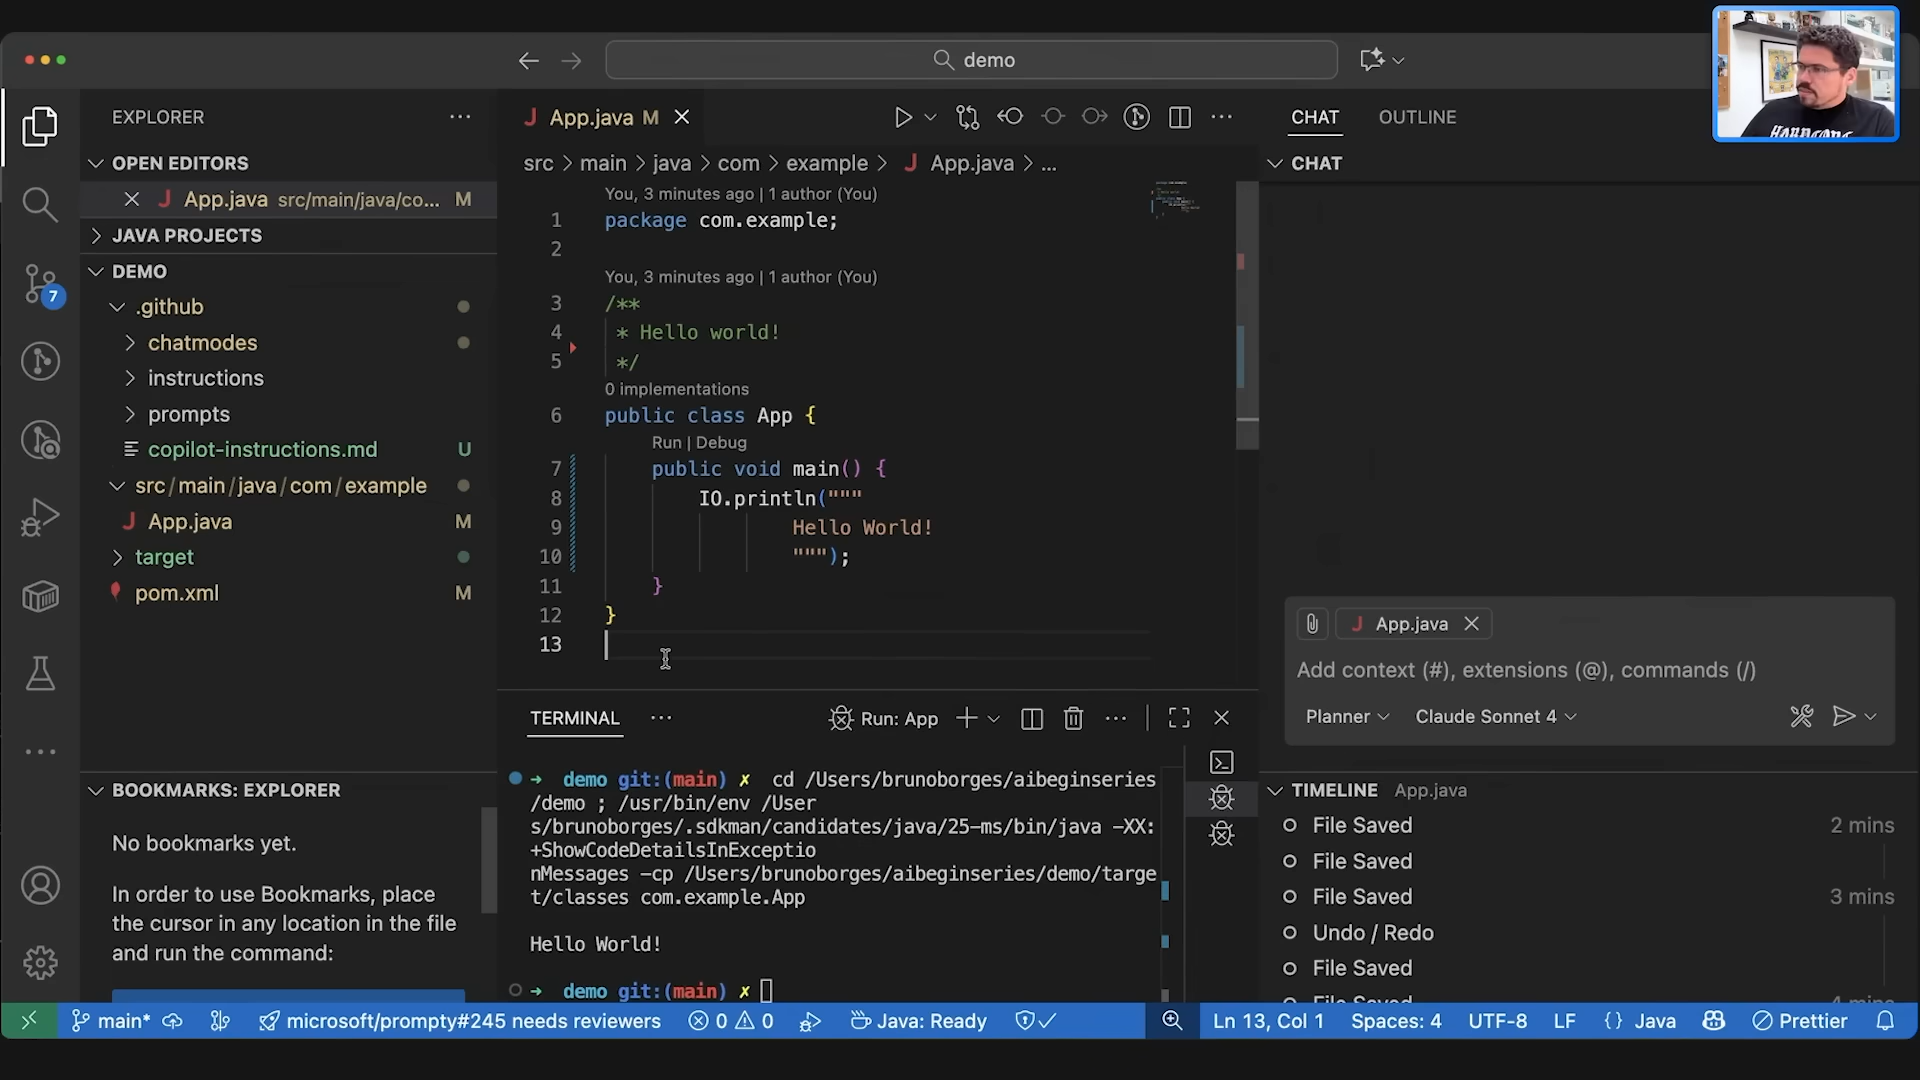 demo
EXPLORER
OPEN EDITORS
App.java src/main/java/co... M
JAVA PROJECTS
DEMO
.github
chatmodes
instructions
prompts
copilot-instructions.md U
src/main/java/com/example
App.java M
target
pom.xml M
7
BOOKMARKS: EXPLORER
No bookmarks yet.
In order to use Bookmarks, place
the cursor in any location in the file
and run the command:
App.java M
src > main > java > com > example > App.java > ...
You, 3 minutes ago | 1 author (You)
1 package com.example;
2
You, 3 minutes ago | 1 author (You)
3 /**
4 * Hello world!
5 */
0 implementations
6 public class App {
Run | Debug
7 public void main() {
8 IO.println("""
9 Hello World!
10 """);
11 }
12 }
13
TERMINAL
Run: App
demo git:(main) ✗ cd /Users/brunoborges/aibeginseries
/demo ; /usr/bin/env /User
s/brunoborges/.sdkman/candidates/java/25-ms/bin/java -XX:
+ShowCodeDetailsInExceptio
nMessages -cp /Users/brunoborges/aibeginseries/demo/targe
t/classes com.example.App
Hello World!
demo git:(main) ✗
CHAT
OUTLINE
CHAT
App.java
Add context (#), extensions (@), commands (/)
Planner
Claude Sonnet 4
TIMELINE App.java
File Saved 2 mins
File Saved
File Saved 3 mins
Undo / Redo
File Saved
main*
microsoft/prompty#245 needs reviewers
0 0
Java: Ready
Ln 13, Col 1
Spaces: 4
UTF-8
LF
{} Java
Prettier